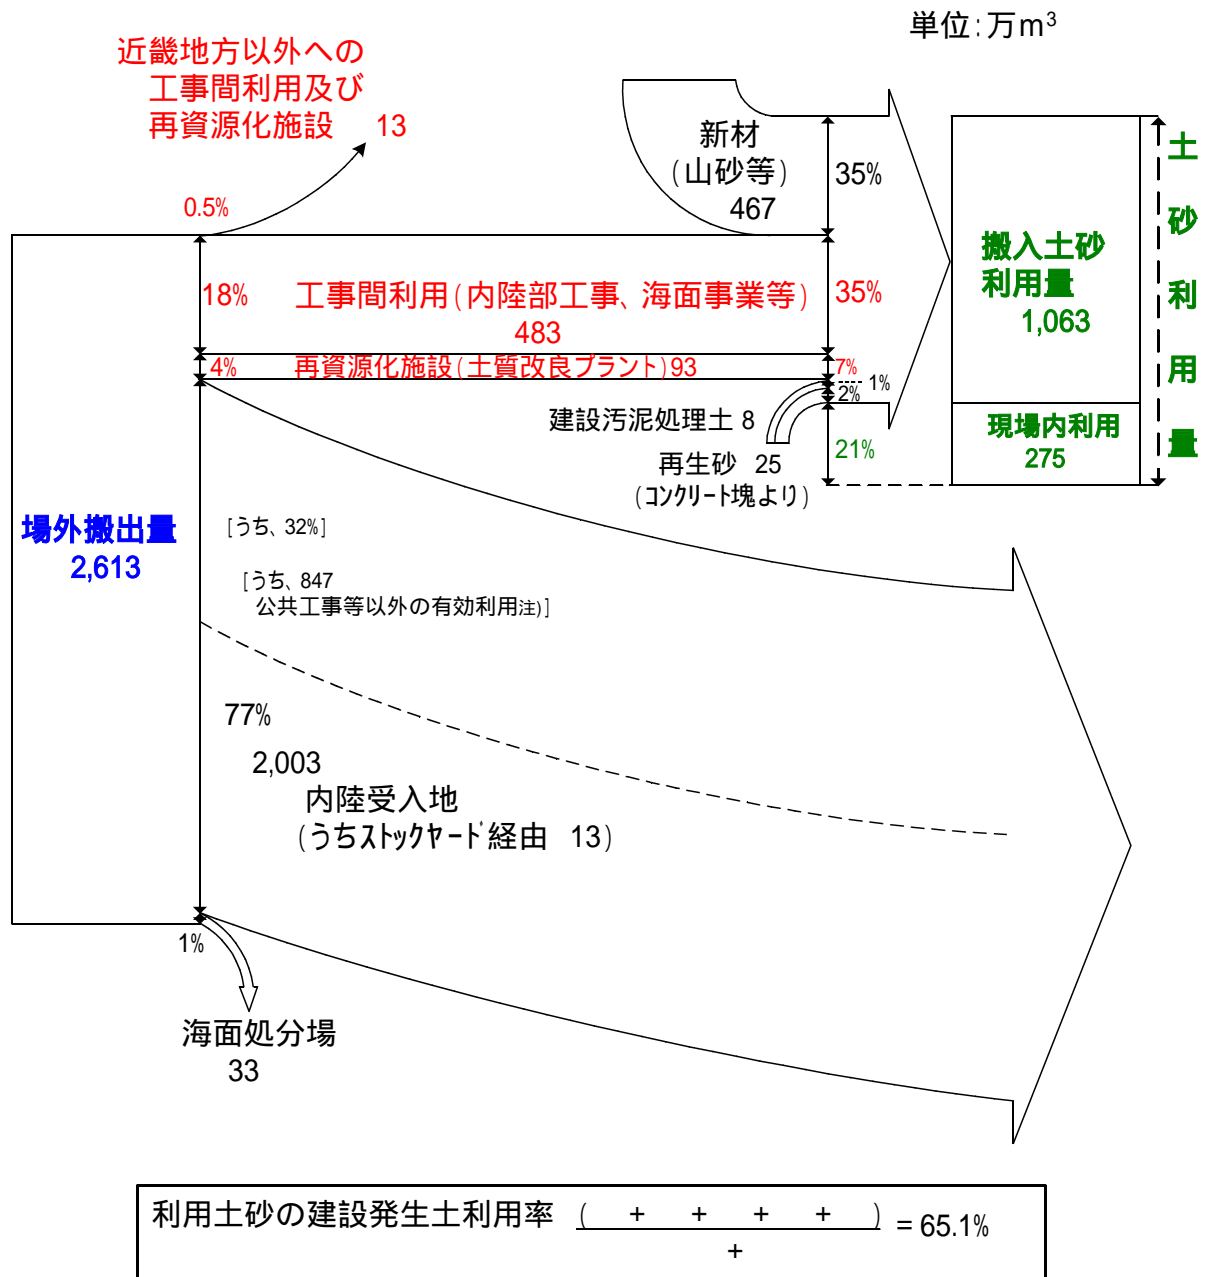 単位:万m³
近畿地方以外への
工事間利用及び
再資源化施設 13
0.5%
新材
(山砂等)
467
35%
土砂利用量
搬入土砂
利用量
1,063
18%
工事間利用(内陸部工事、海面事業等)
483
35%
4%
再資源化施設(土質改良プラント)93
7%
1%
2%
建設汚泥処理土 8
再生砂 25
(コンクリート塊より)
21%
現場内利用
275
場外搬出量
2,613
[うち、32%]
[うち、847
公共工事等以外の有効利用注)]
77%
2,003
内陸受入地
(うちストックヤード経由 13)
1%
海面処分場
33
利用土砂の建設発生土利用率 ( + + + + ) = 65.1%
+